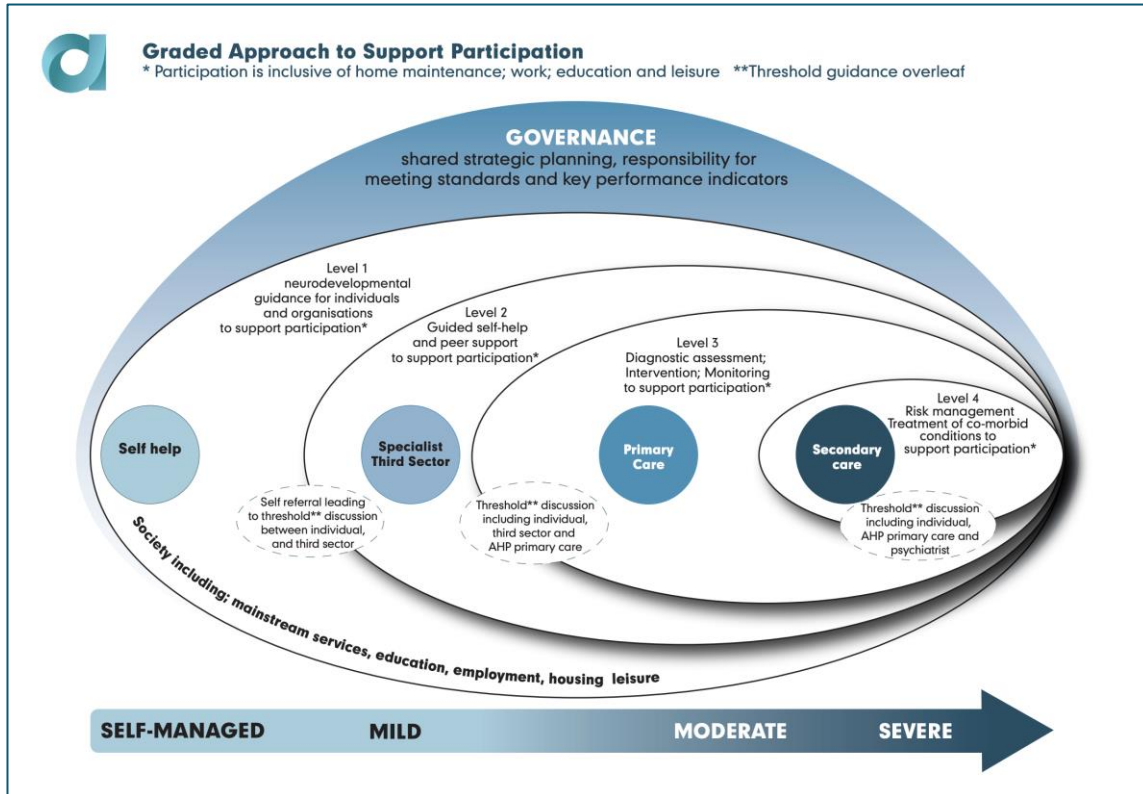 Graded Approach to Support Participation
* Participation is inclusive of home maintenance; work; education and leisure   **Threshold guidance overleaf
GOVERNANCE
shared strategic planning, responsibility for
meeting standards and key performance indicators
Level 1
neurodevelopmental
guidance for individuals
and organisations
to support participation*
Level 2
Guided self-help
and peer support
to support participation*
Level 3
Diagnostic assessment;
Intervention; Monitoring
to support participation*
Level 4
Risk management
Treatment of co-morbid
conditions to
support participation*
Self help
Specialist
Third Sector
Primary
Care
Secondary
care
Self referral leading
to threshold** discussion
between individual,
and third sector
Threshold** discussion
including individual,
third sector and
AHP primary care
Threshold** discussion
including individual,
AHP primary care and
psychiatrist
Society including; mainstream services, education, employment, housing leisure
SELF-MANAGED MILD MODERATE SEVERE